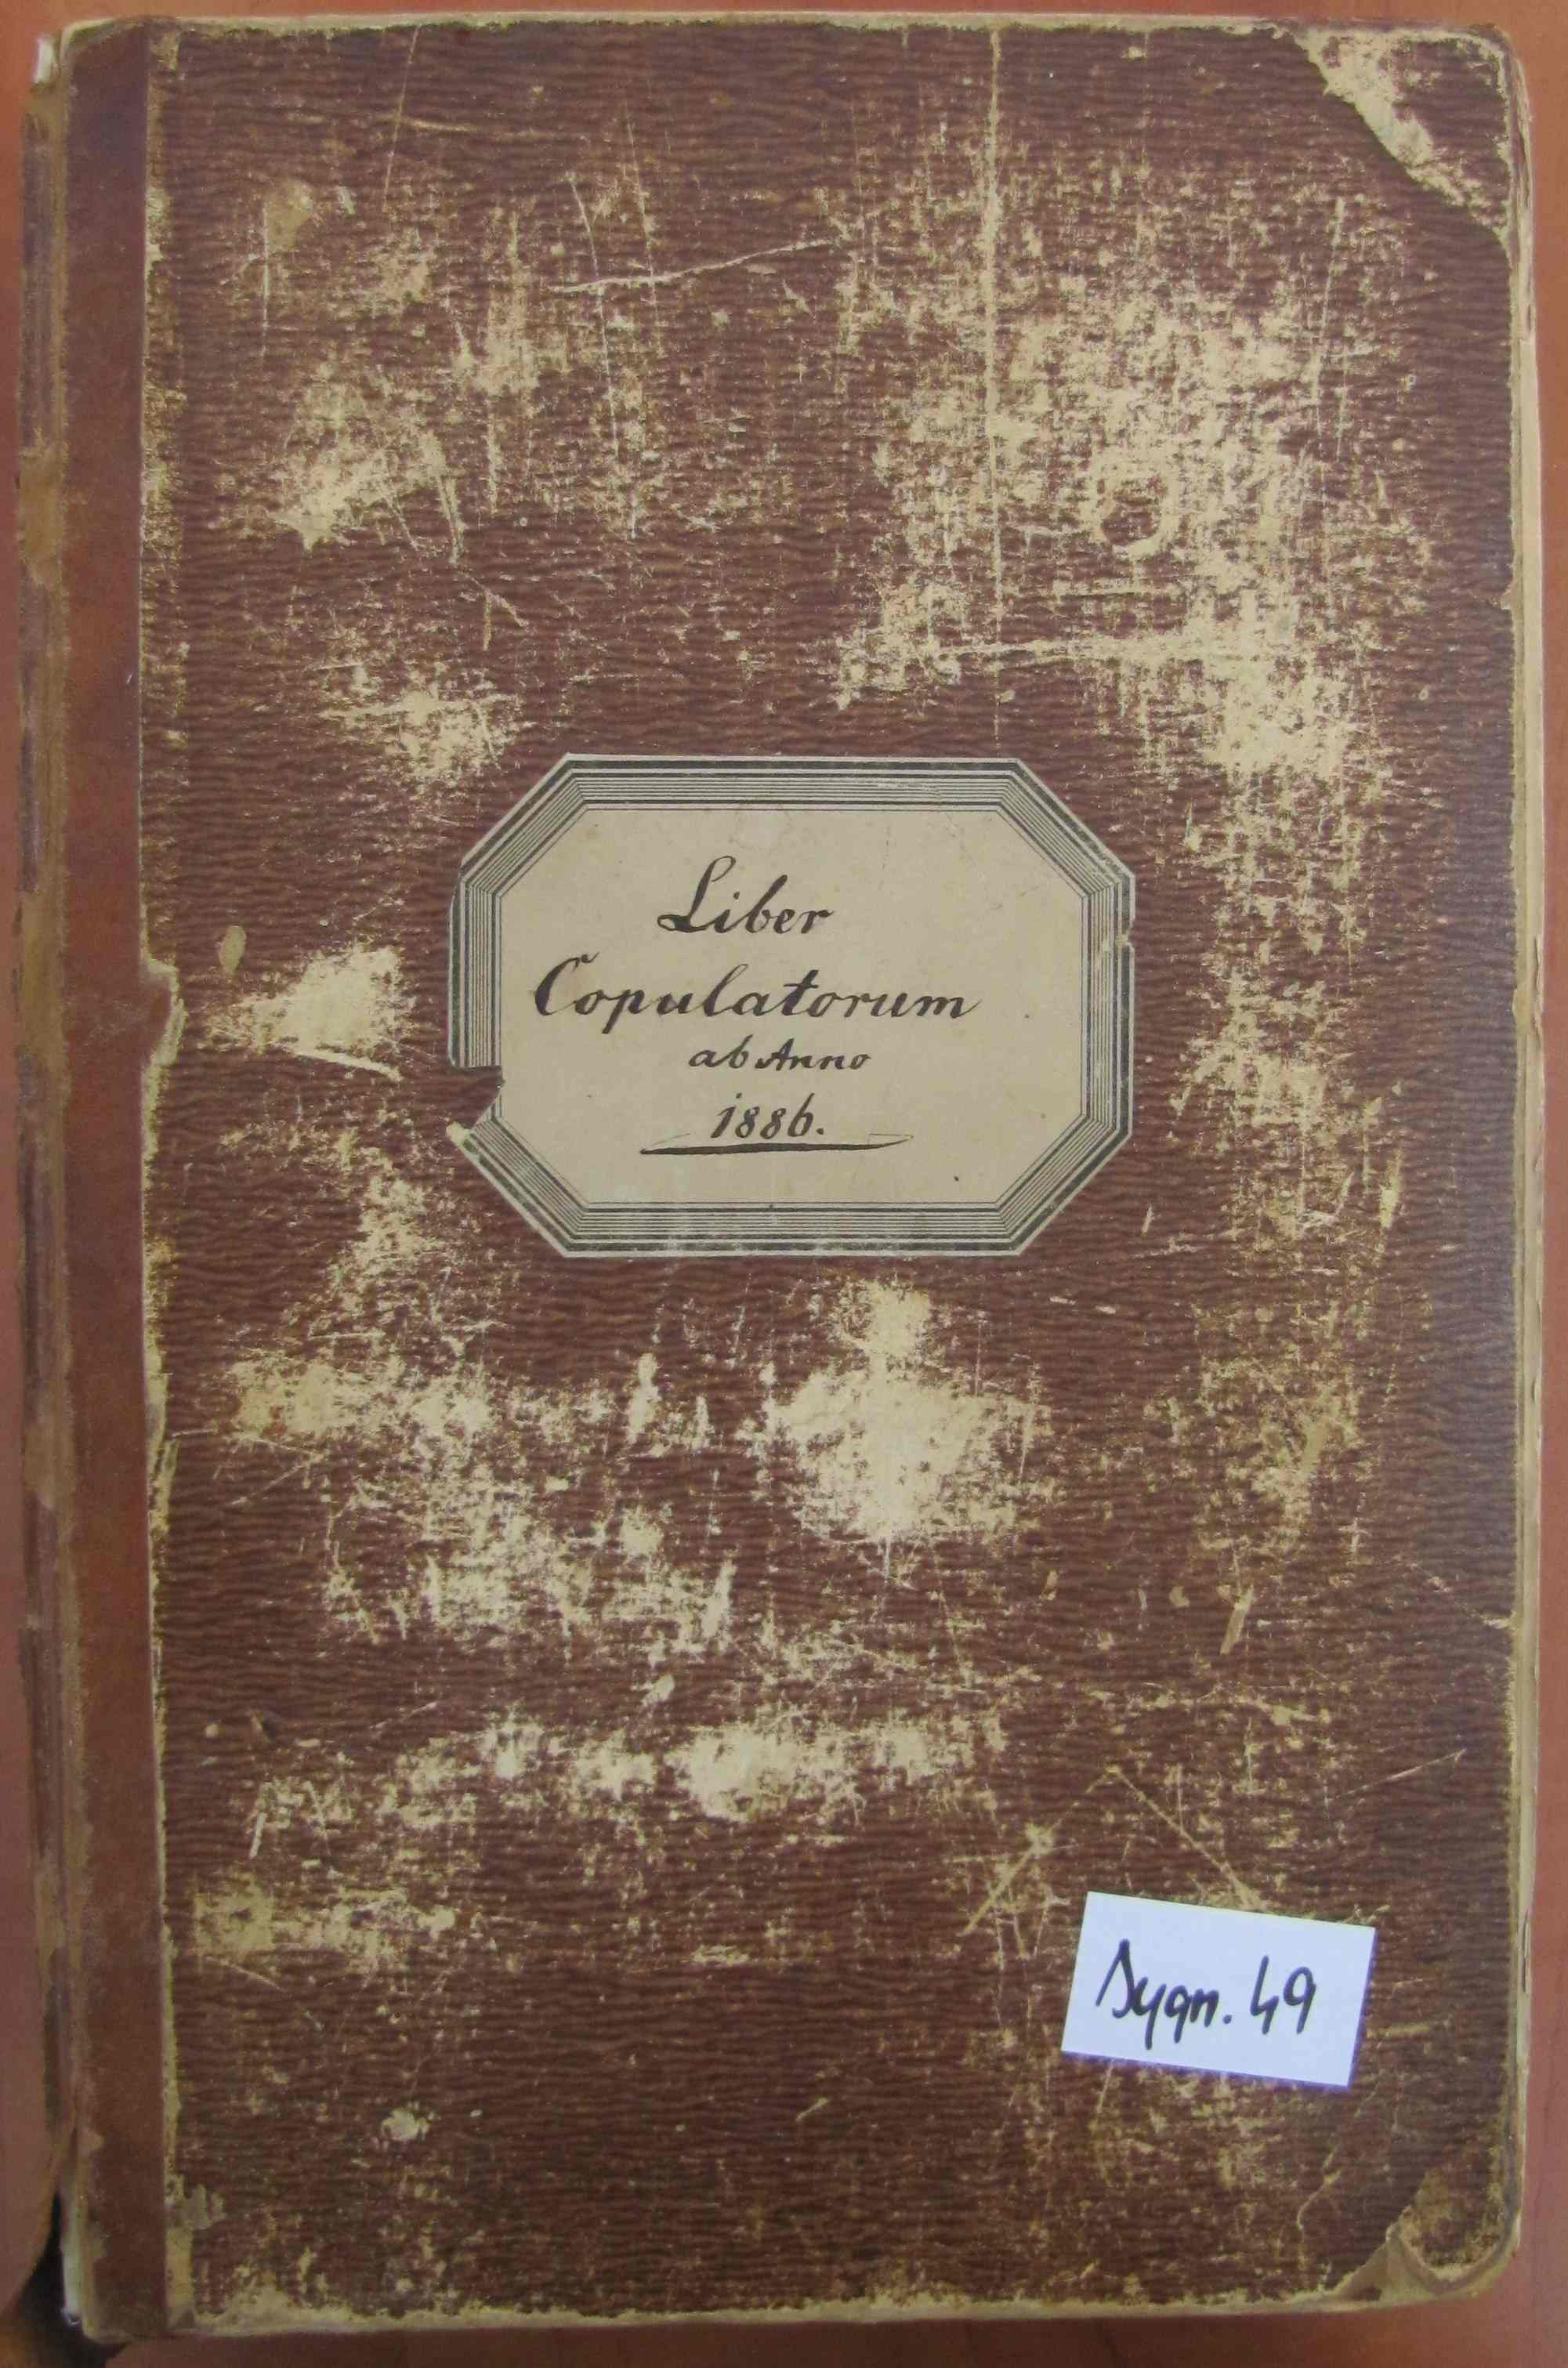 Liber
Copulatorum
ab Anno
1886.
Sygn. 49